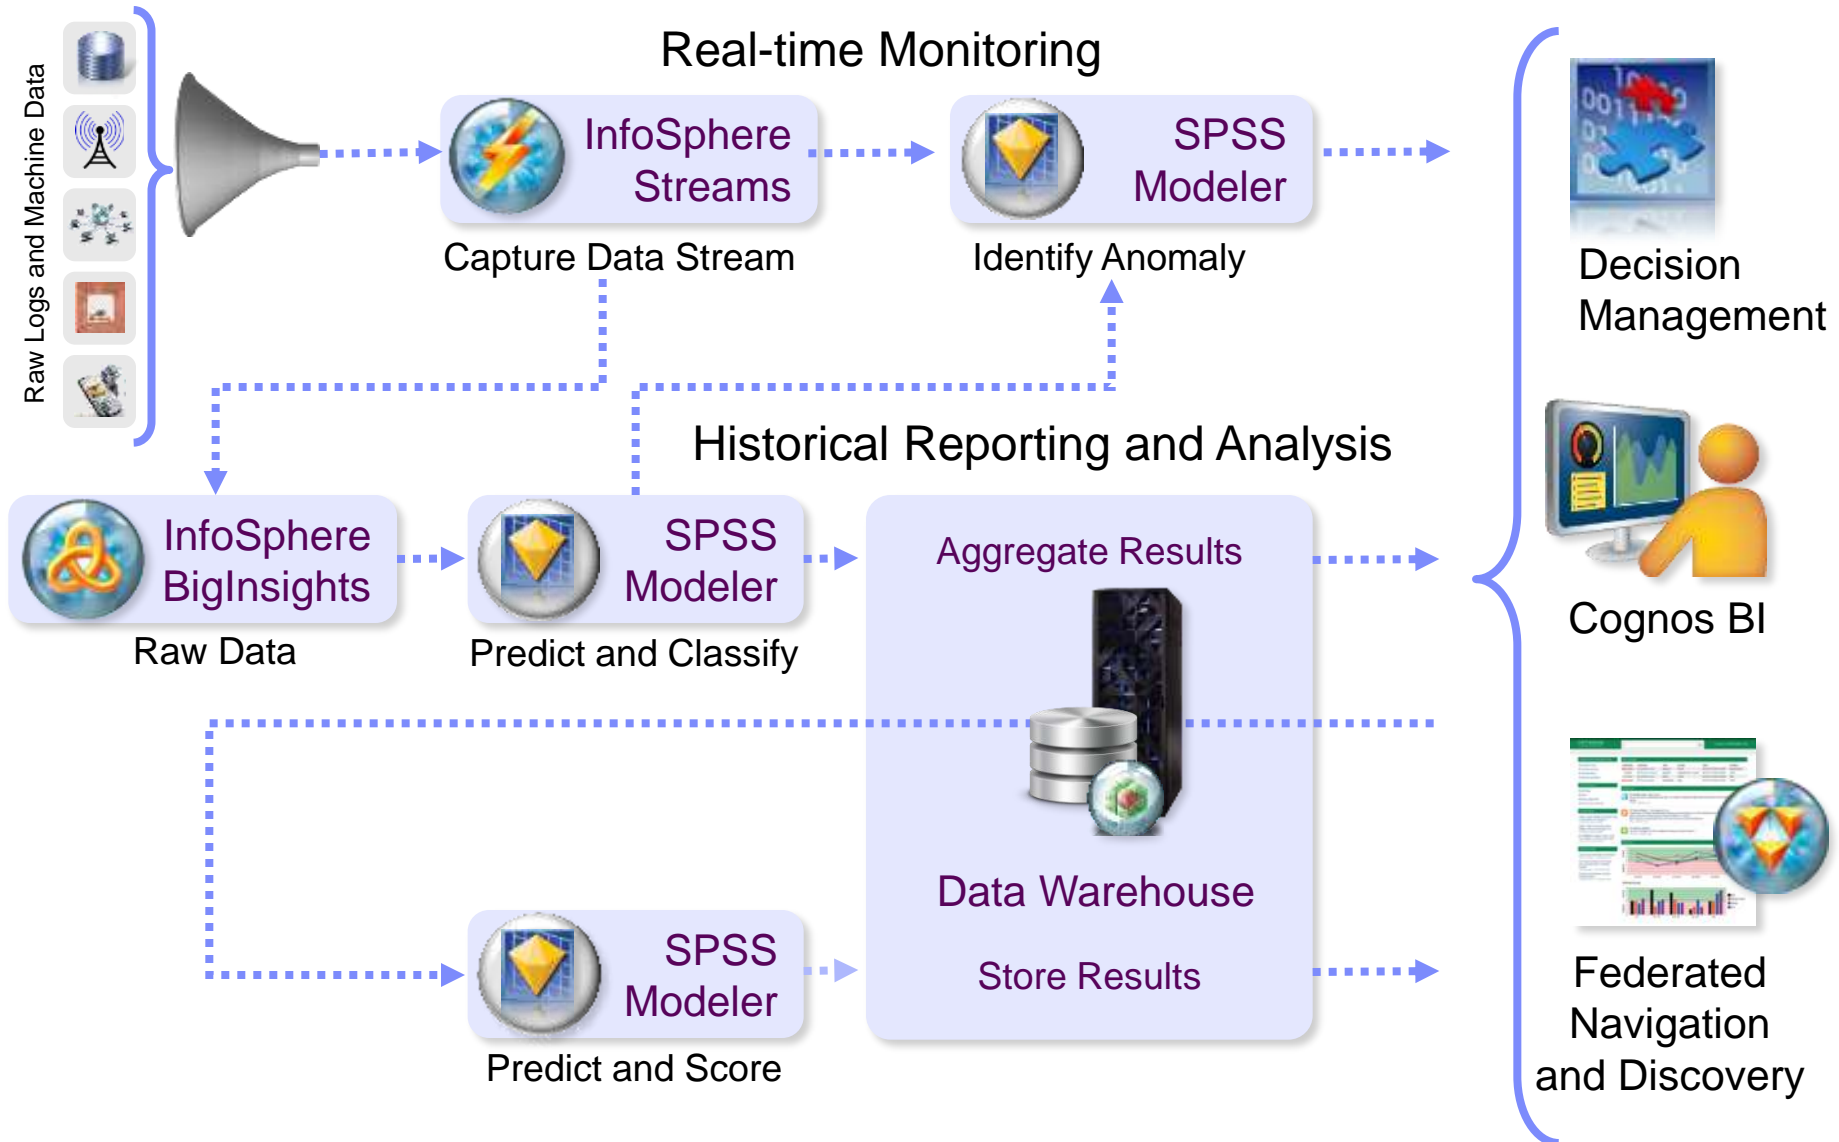 Raw Logs and Machine Data
Real-time Monitoring
InfoSphere
Streams
Capture Data Stream
SPSS
Modeler
Identify Anomaly
Historical Reporting and Analysis
InfoSphere
BigInsights
Raw Data
SPSS
Modeler
Predict and Classify
Aggregate Results
Data Warehouse
Store Results
SPSS
Modeler
Predict and Score
Decision
Management
Cognos BI
Federated
Navigation
and Discovery